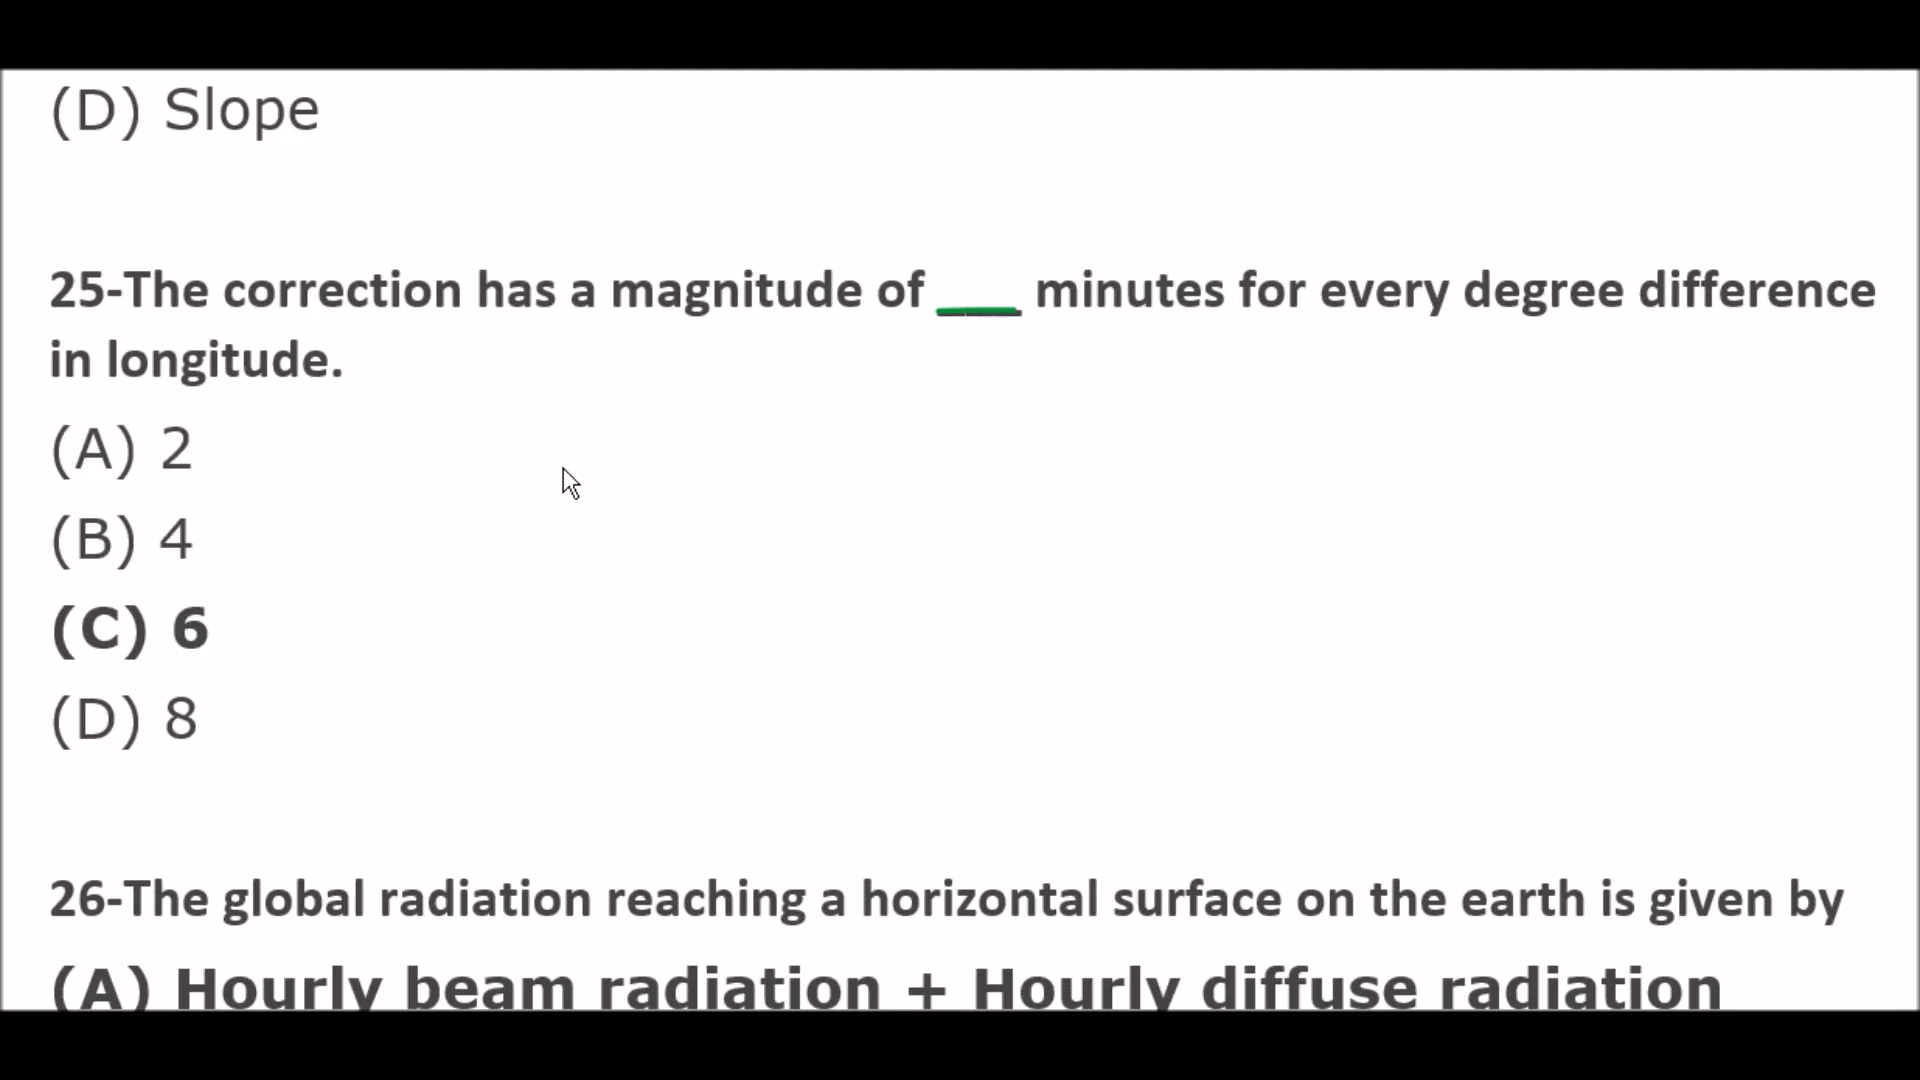 (D) Slope
25-The correction has a magnitude of ____ minutes for every degree difference
in longitude.
(A) 2
(B) 4
(C) 6
(D) 8
26-The global radiation reaching a horizontal surface on the earth is given by
(A) Hourly beam radiation + Hourly diffuse radiation